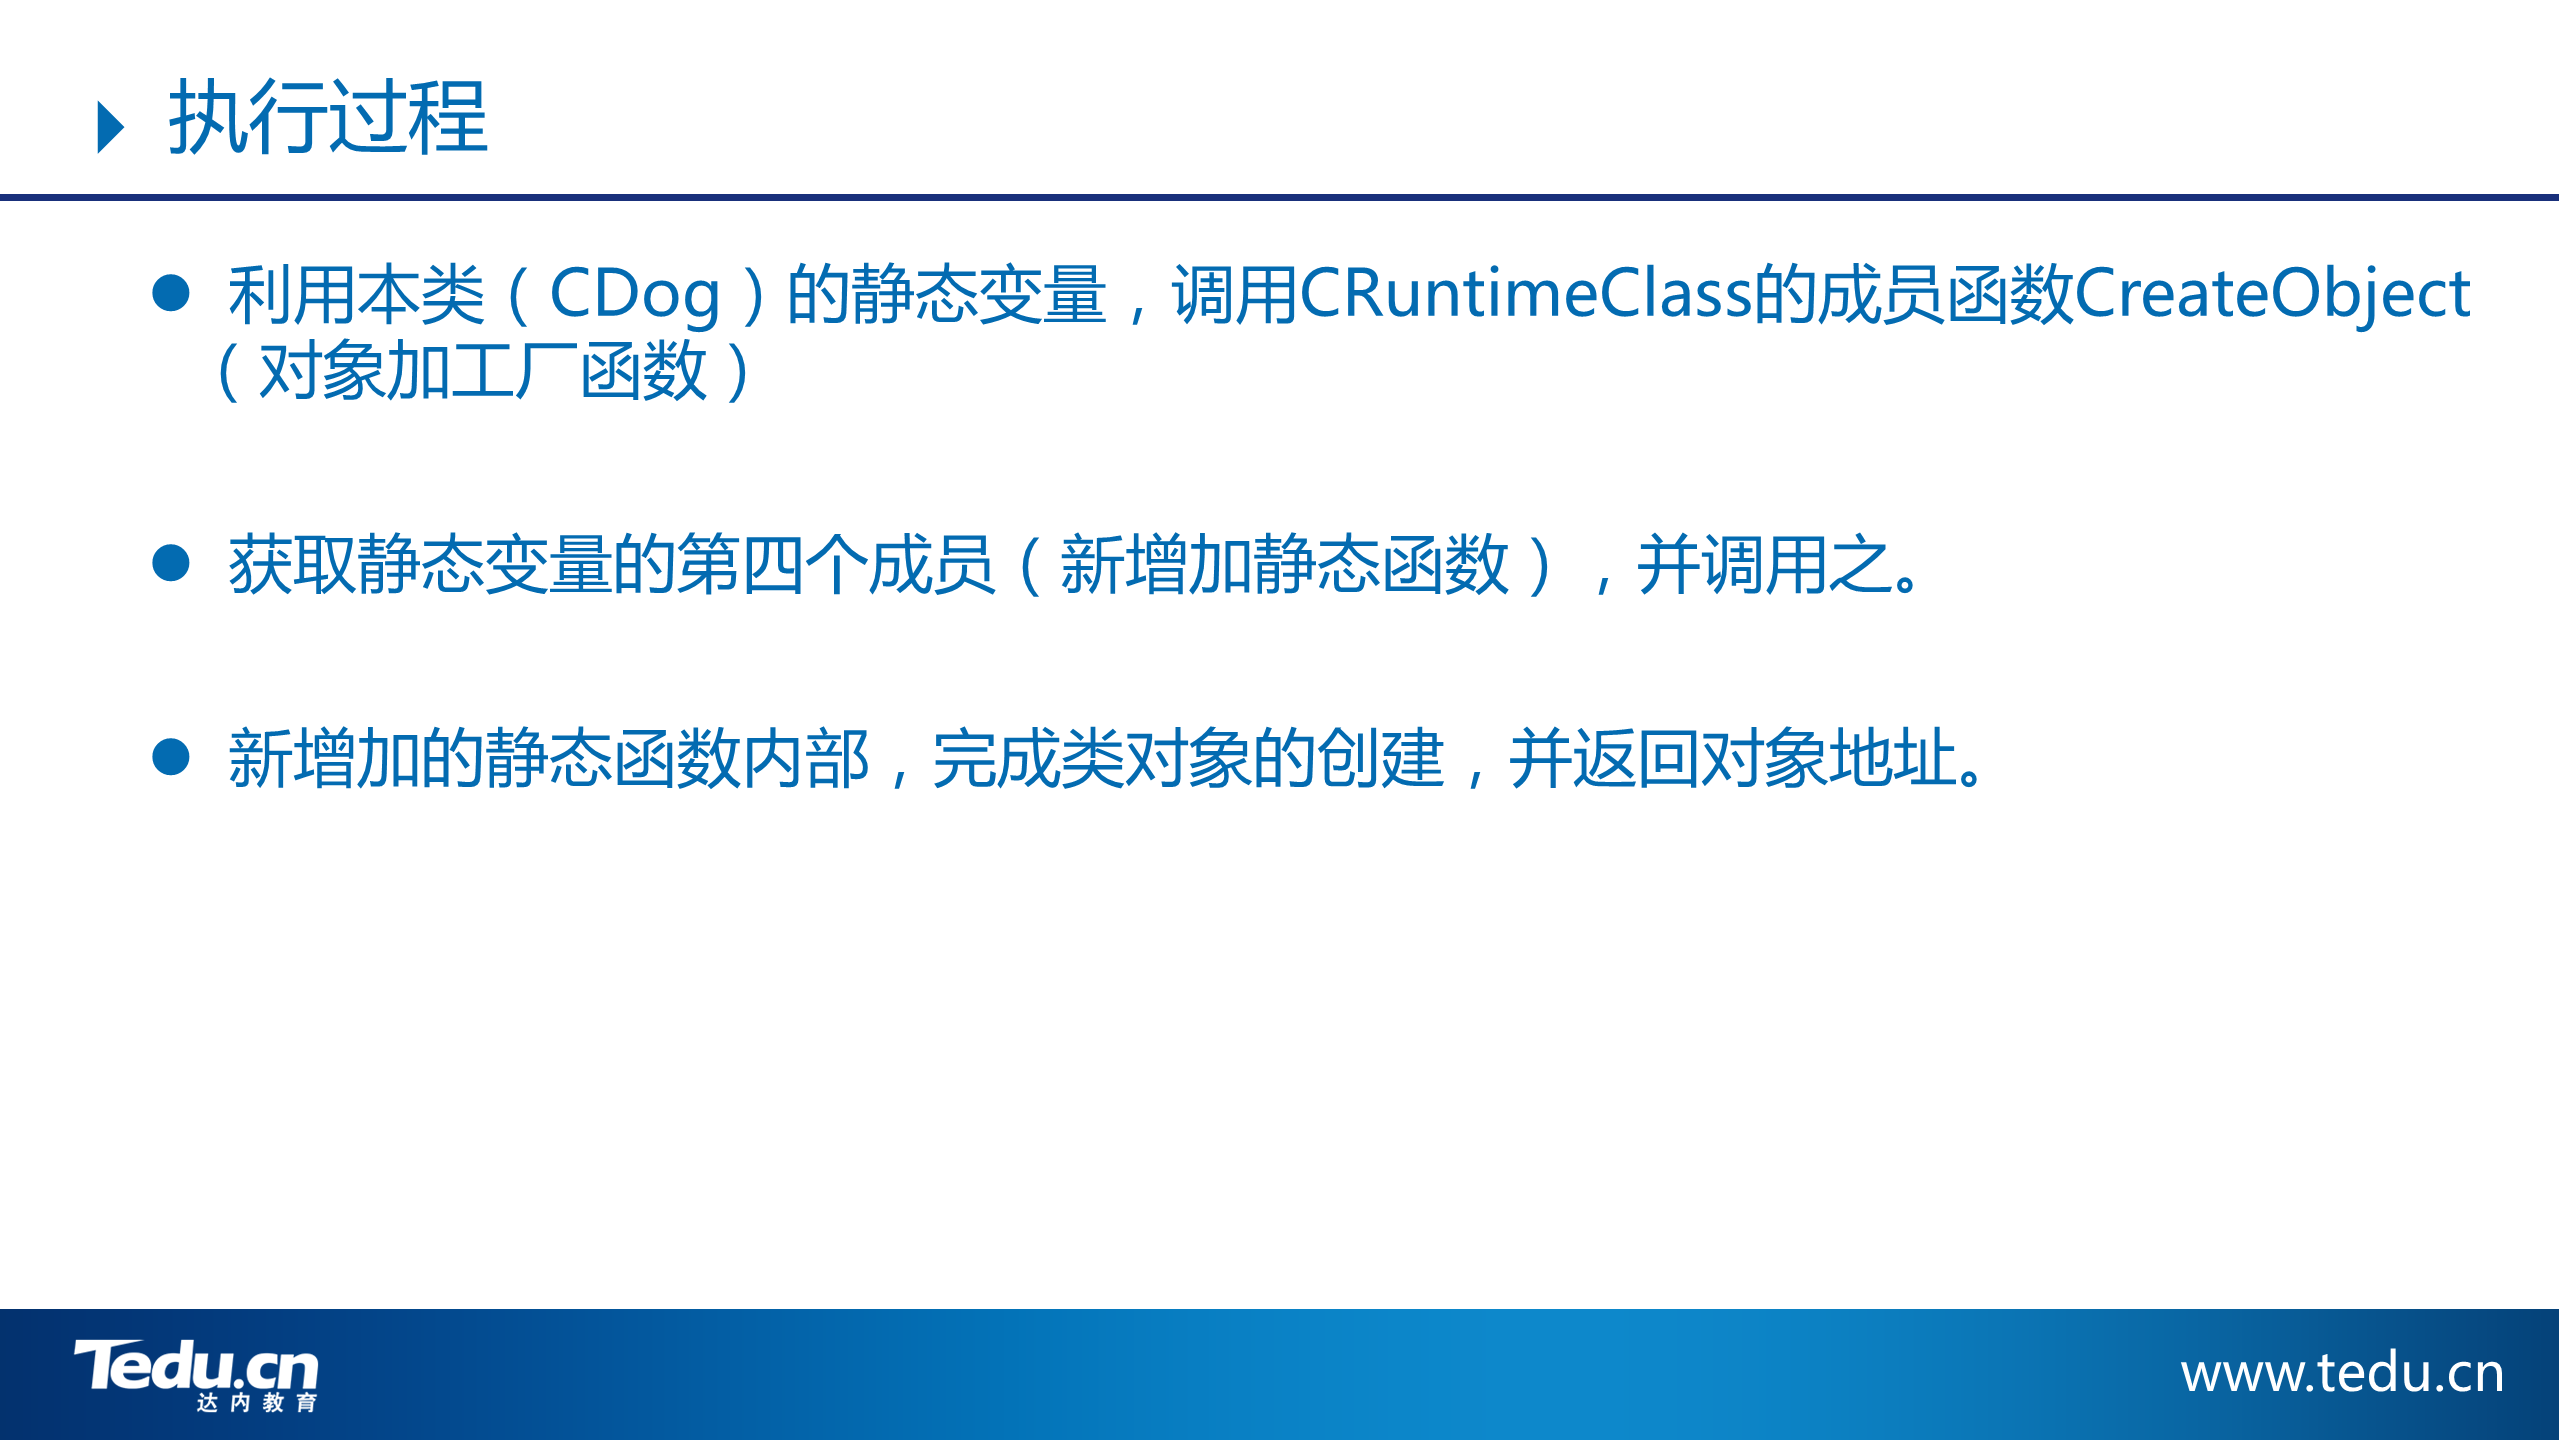 执行过程
利用本类（CDog）的静态变量，调用CRuntimeClass的成员函数CreateObject
（对象加工厂函数）
获取静态变量的第四个成员（新增加静态函数），并调用之。
新增加的静态函数内部，完成类对象的创建，并返回对象地址。
Tedu.cn
达内教育
www.tedu.cn